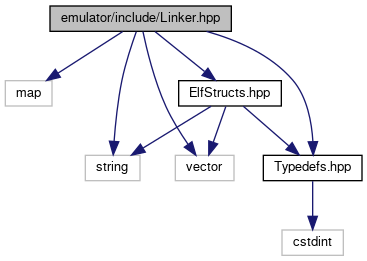 emulator/include/Linker.hpp
map
ElfStructs.hpp
string
vector
Typedefs.hpp
cstdint